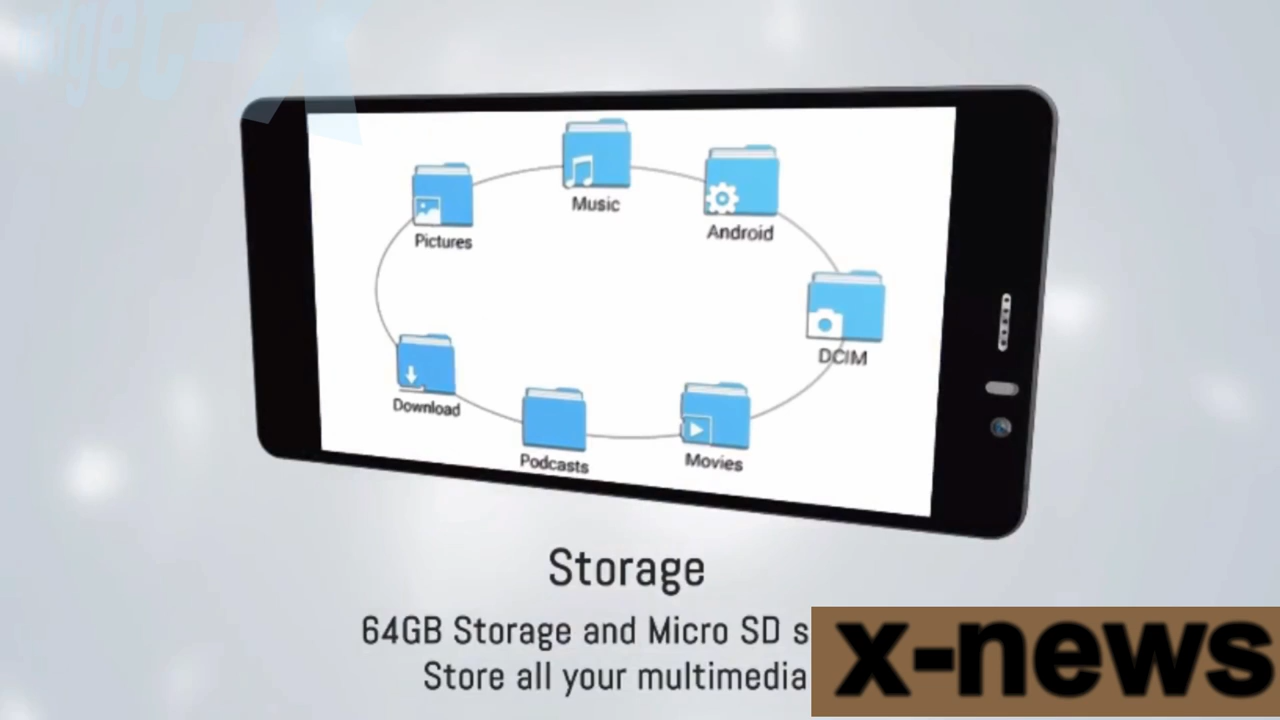 Music
Pictures
Android
DCIM
Download
Podcasts
Movies
Storage
64GB Storage and Micro SD
Store all your multimedia
x-news